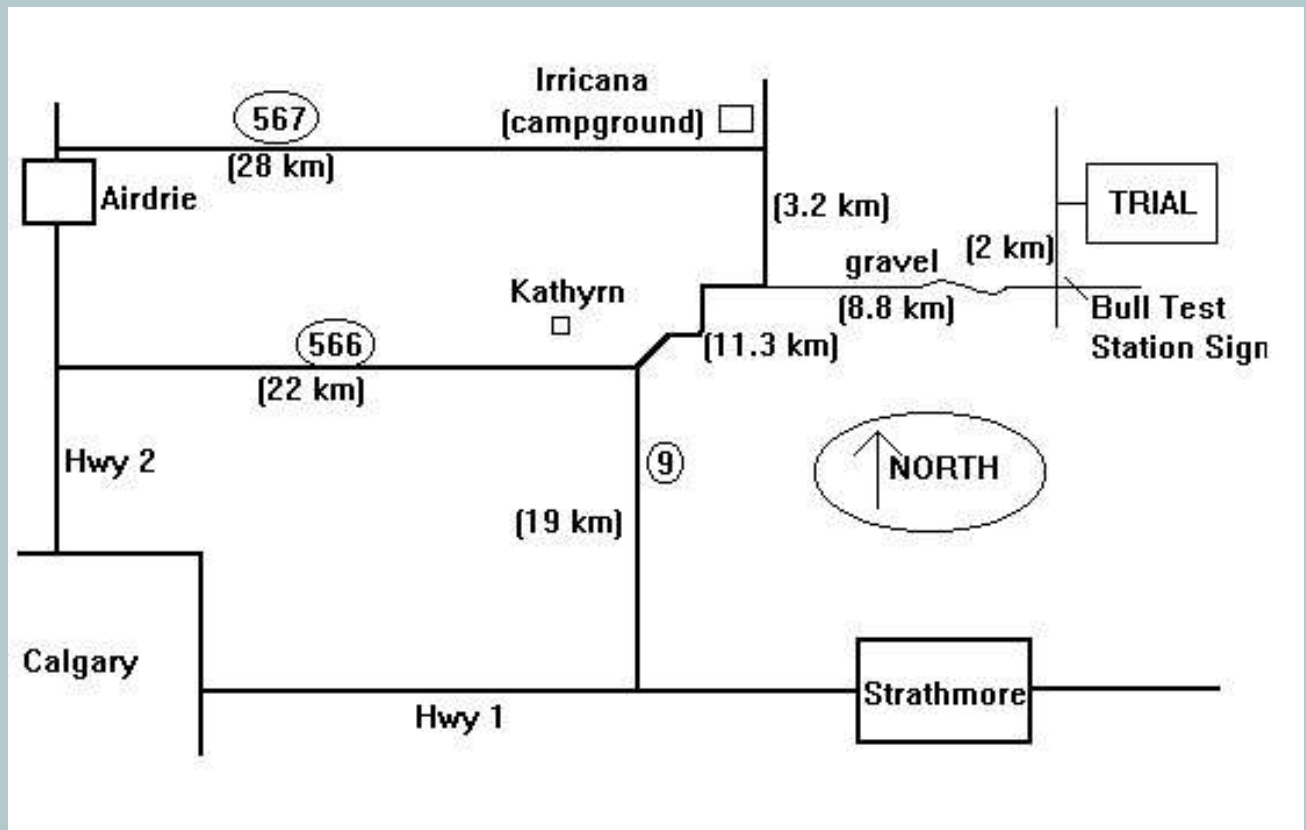 Irricana
(campground)
567
(28 km)
Airdrie
(3.2 km)
TRIAL
(2 km)
gravel
(8.8 km)
Bull Test
Station Sign
Kathyrn
(11.3 km)
566
(22 km)
Hwy 2
9
NORTH
(19 km)
Calgary
Strathmore
Hwy 1